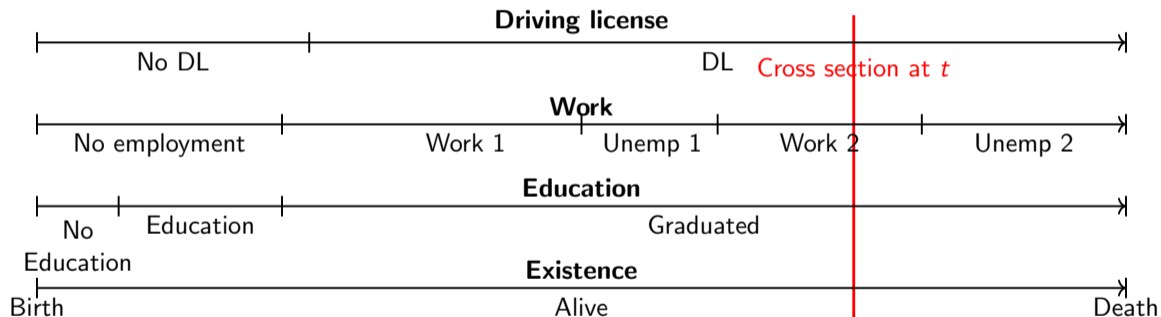 Driving license
No DL
DL
Cross section at t
Work
No employment
Work 1
Unemp 1
Work 2
Unemp 2
Education
No
Education
Education
Graduated
Existence
Birth
Alive
Death